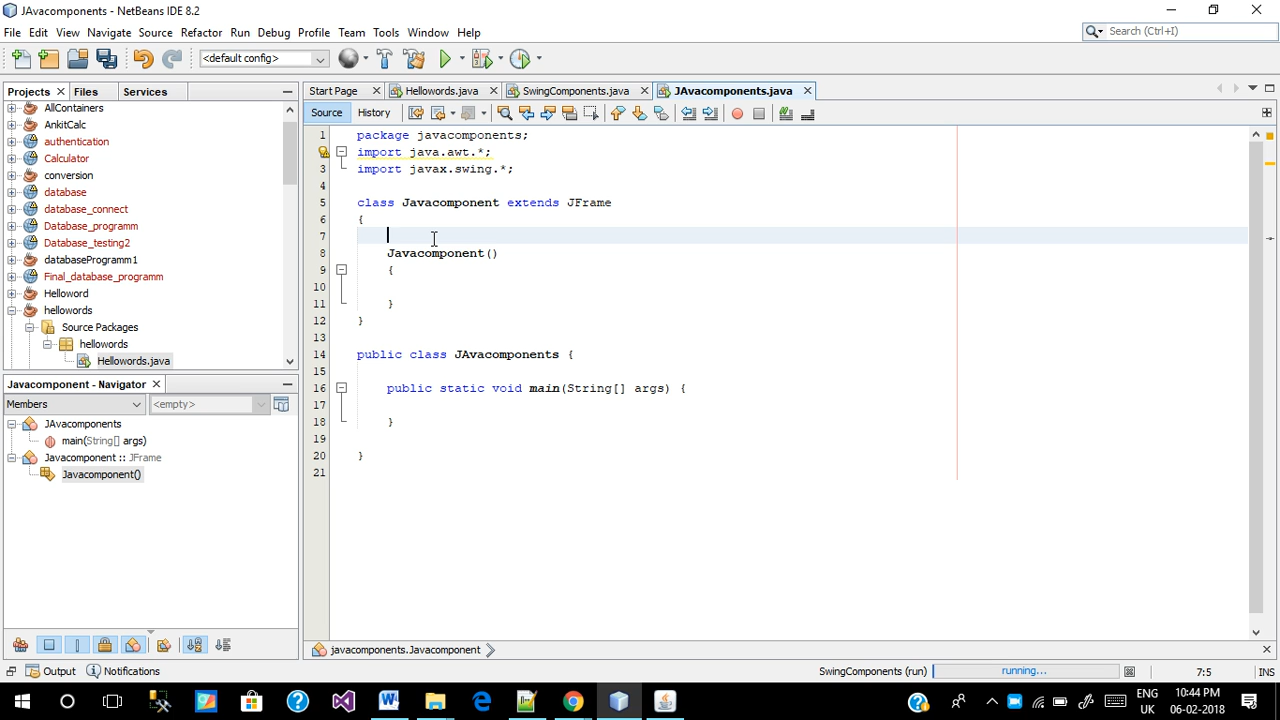 JAvacomponents - NetBeans IDE 8.2
File Edit View Navigate Source Refactor Run Debug Profile Team Tools Window Help
Search (Ctrl+I)
<default config>
Projects Files Services
Start Page Hellowords.java SwingComponents.java JAvacomponents.java
Source History
AllContainers
AnkitCalc
authentication
Calculator
conversion
database
database_connect
Database_programm
Database_testing2
databaseProgramm1
Final_database_programm
Helloword
hellowords
Source Packages
hellowords
Hellowords.java
1 package javacomponents;
import java.awt.*;
3 import javax.swing.*;
4
5 class Javacomponent extends JFrame
6 {
7
8 Javacomponent()
9 {
10
11 }
12 }
13
14 public class JAvacomponents {
15
16 public static void main(String[] args) {
17
18 }
19
20 }
21
Javacomponent - Navigator
Members <empty>
JAvacomponents
main(String[] args)
Javacomponent :: JFrame
Javacomponent()
javacomponents.Javacomponent
Output Notifications
SwingComponents (run) running... 7:5 INS
ENG 10:44 PM
UK 06-02-2018